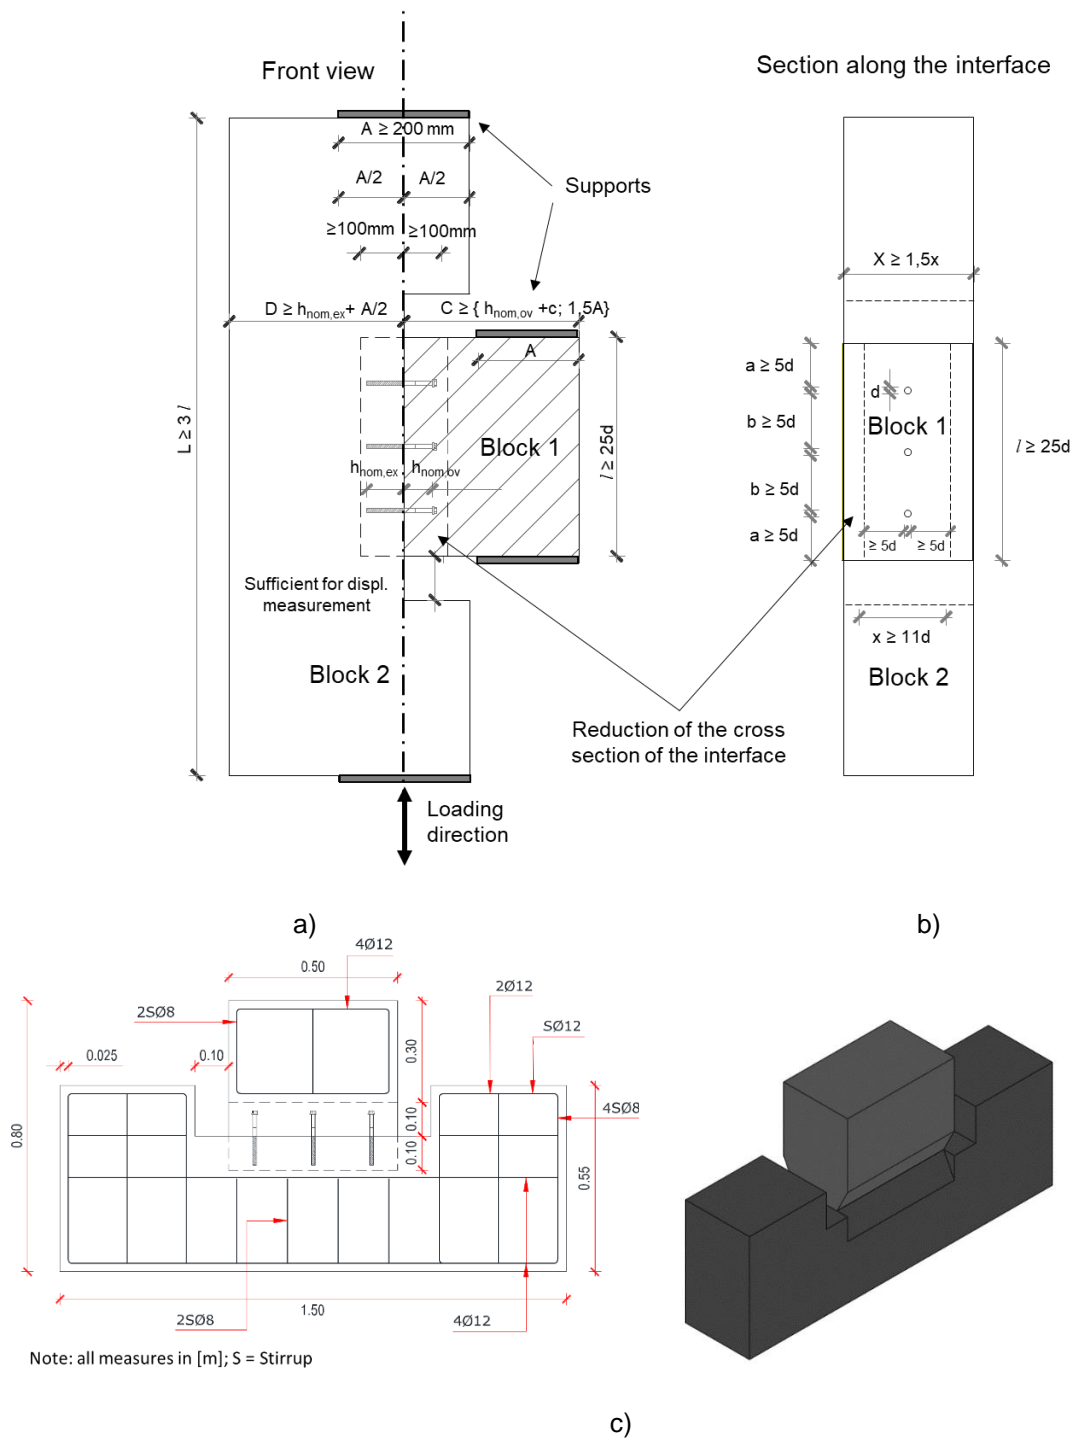 Front view
Section along the interface
A ≥ 200 mm
A/2
A/2
Supports
≥100mm
≥100mm
X ≥ 1,5x
D ≥ hnom,ex+ A/2
C ≥ { hnom,ov +c; 1,5A}
A
a ≥ 5d
d
b ≥ 5d
Block 1
L ≥ 3 l
Block 1
l ≥ 25d
l ≥ 25d
hnom,ex
hnom,ov
b ≥ 5d
a ≥ 5d
≥ 5d
≥ 5d
Sufficient for displ.
measurement
x ≥ 11d
Block 2
Block 2
Reduction of the cross
section of the interface
Loading
direction
a)
b)
4Ø12
0.50
2Ø12
2SØ8
SØ12
0.025
0.10
0.30
4SØ8
0.80
0.10
0.10
0.55
1.50
2SØ8
4Ø12
Note: all measures in [m]; S = Stirrup
c)